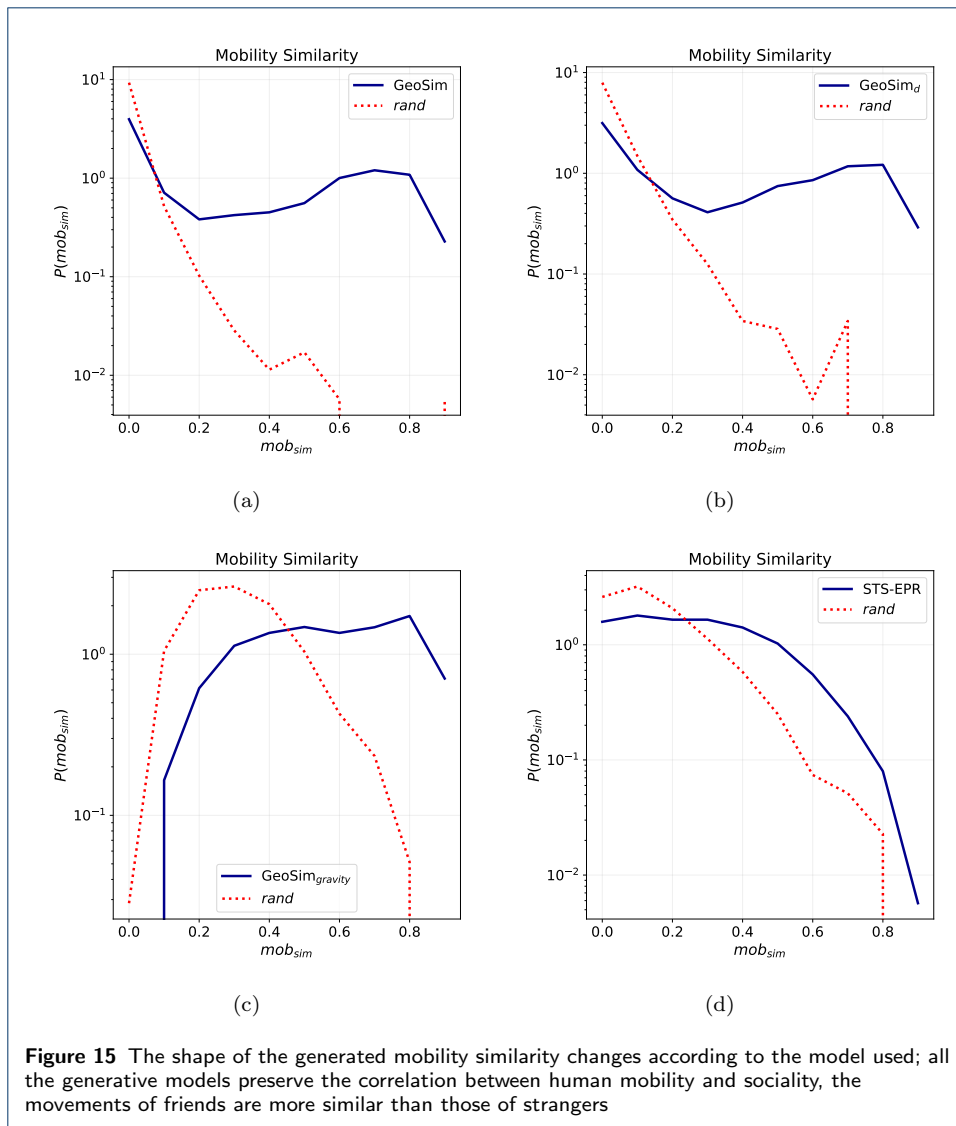 Mobility Similarity
GeoSim
rand
P(mob_sim)
10^1
10^0
10^-1
10^-2
0.0 0.2 0.4 0.6 0.8
mob_sim
(a)
Mobility Similarity
GeoSim_d
rand
P(mob_sim)
10^1
10^0
10^-1
10^-2
0.0 0.2 0.4 0.6 0.8
mob_sim
(b)
Mobility Similarity
P(mob_sim)
10^0
10^-1
GeoSim_gravity
rand
0.0 0.2 0.4 0.6 0.8
mob_sim
(c)
Mobility Similarity
STS-EPR
rand
P(mob_sim)
10^0
10^-1
10^-2
0.0 0.2 0.4 0.6 0.8
mob_sim
(d)
Figure 15 The shape of the generated mobility similarity changes according to the model used; all
the generative models preserve the correlation between human mobility and sociality, the
movements of friends are more similar than those of strangers